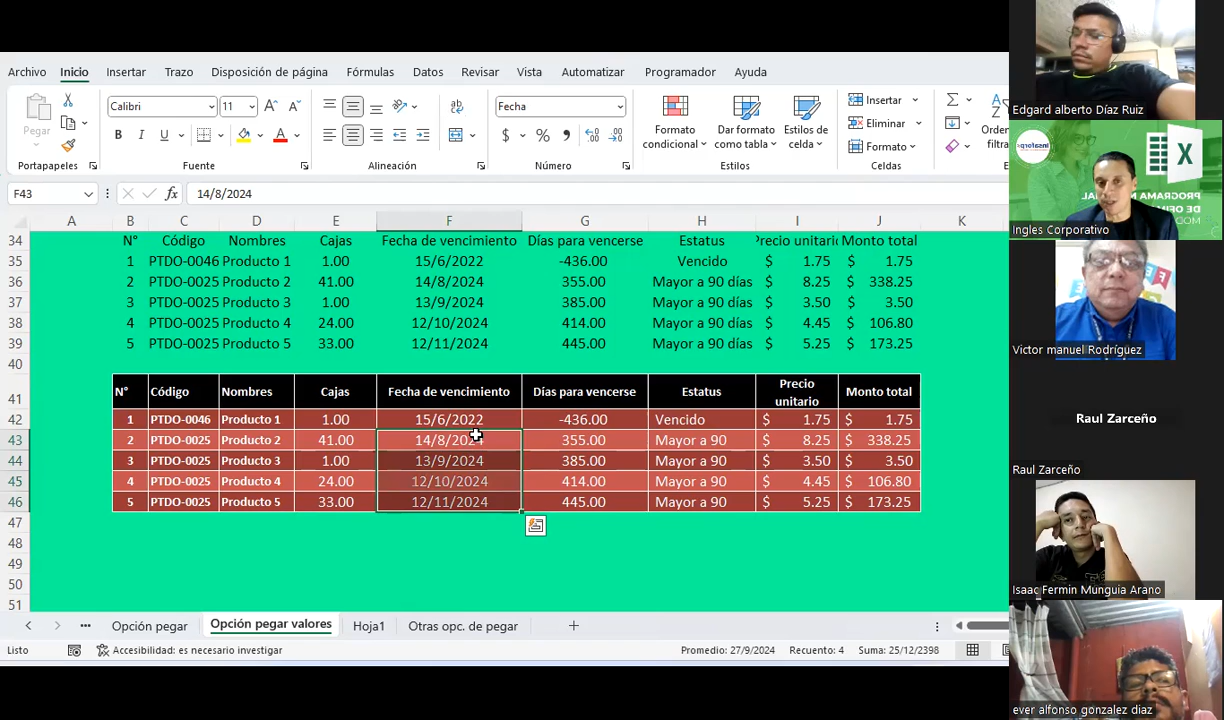 Archivo Inicio Insertar Trazo Disposición de página Fórmulas Datos Revisar Vista Automatizar Programador Ayuda
Pegar
Calibri 11
Fecha
$ %
Formato condicional
Dar formato como tabla
Estilos de celda
Insertar
Eliminar
Formato
Orden
filtra
Portapapeles Fuente Alineación Número Estilos Celdas
F43 fx 14/8/2024
A B C D E F G H I J K
34 N° Código Nombres Cajas Fecha de vencimiento Días para vencerse Estatus Precio unitari Monto total
35 1 PTDO-0046 Producto 1 1.00 15/6/2022 -436.00 Vencido $ 1.75 $ 1.75
36 2 PTDO-0025 Producto 2 41.00 14/8/2024 355.00 Mayor a 90 días $ 8.25 $ 338.25
37 3 PTDO-0025 Producto 3 1.00 13/9/2024 385.00 Mayor a 90 días $ 3.50 $ 3.50
38 4 PTDO-0025 Producto 4 24.00 12/10/2024 414.00 Mayor a 90 días $ 4.45 $ 106.80
39 5 PTDO-0025 Producto 5 33.00 12/11/2024 445.00 Mayor a 90 días $ 5.25 $ 173.25
40
41 N° Código Nombres Cajas Fecha de vencimiento Días para vencerse Estatus Precio unitario Monto total
42 1 PTDO-0046 Producto 1 1.00 15/6/2022 -436.00 Vencido $ 1.75 $ 1.75
43 2 PTDO-0025 Producto 2 41.00 14/8/2024 355.00 Mayor a 90 $ 8.25 $ 338.25
44 3 PTDO-0025 Producto 3 1.00 13/9/2024 385.00 Mayor a 90 $ 3.50 $ 3.50
45 4 PTDO-0025 Producto 4 24.00 12/10/2024 414.00 Mayor a 90 $ 4.45 $ 106.80
46 5 PTDO-0025 Producto 5 33.00 12/11/2024 445.00 Mayor a 90 $ 5.25 $ 173.25
47
48
49
50
51
Opción pegar Opción pegar valores Hoja1 Otras opc. de pegar
Listo Accesibilidad: es necesario investigar Promedio: 27/9/2024 Recuento: 4 Suma: 25/12/2398
Edgard alberto Díaz Ruiz
X
Ingles Corporativo
Victor manuel Rodríguez
Raul Zarceño
Raul Zarceño
Isaac Fermin Munguia Arano
ever alfonso gonzalez diaz